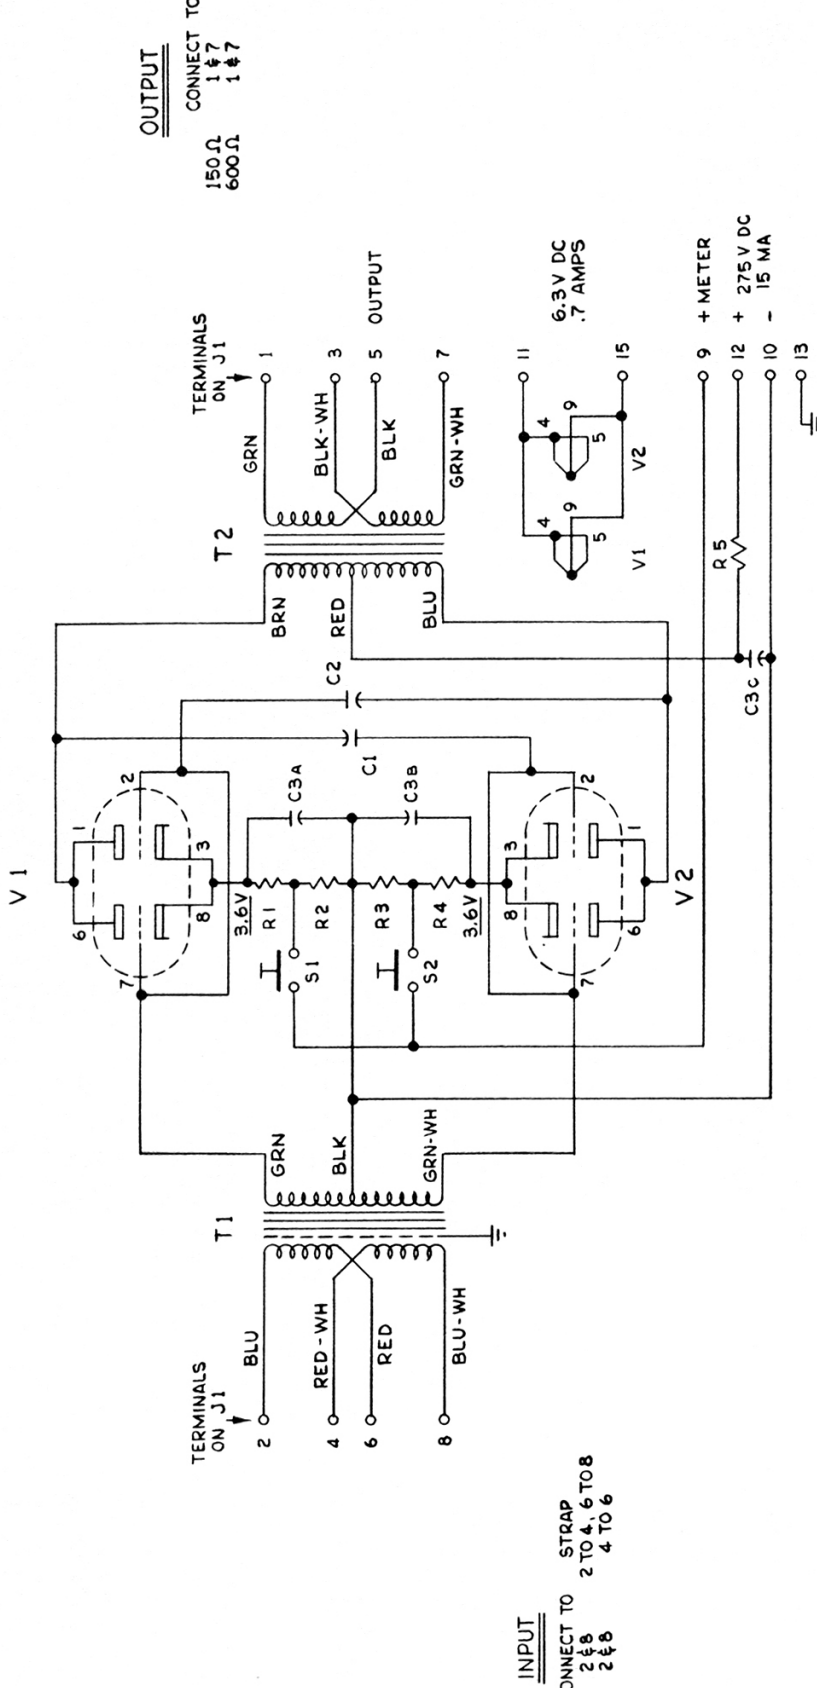 INPUT
ONNECT TO STRAP
2&8 2 TO 4, 6 TO 8
2&8 4 TO 6
TERMINALS
ON J1
2 BLU
4 RED-WH
6 RED
8 BLU-WH
T1
GRN
BLK
GRN-WH
V1
7 6 8 1 3 2
3.6V
R1
R2
R3
R4
3.6V
S1
S2
C3A
C3B
C1
C2
V2
7 8 6 3 1 2
T2
BRN
RED
BLU
GRN
BLK-WH
BLK
GRN-WH
TERMINALS
ON J1
1
3
5 OUTPUT
7
4 9 5
V1
4 9 5
V2
11
15
6.3V DC
.7 AMPS
R5
C3C
9 + METER
12 + 275V DC
10 - 15 MA
13
OUTPUT
CONNECT TO
150Ω 1&7
600Ω 1&7